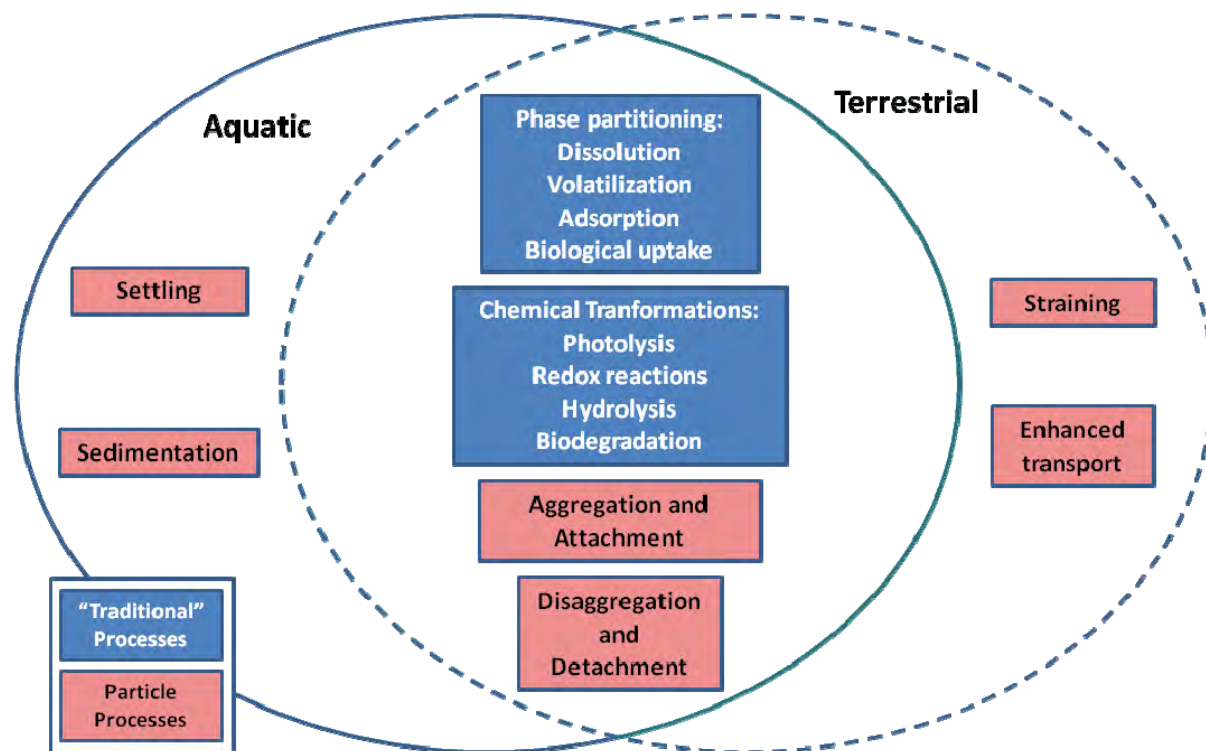 Aquatic
Terrestrial
Phase partitioning:
Dissolution
Volatilization
Adsorption
Biological uptake
Settling
Chemical Tranformations:
Photolysis
Redox reactions
Hydrolysis
Biodegradation
Straining
Sedimentation
Enhanced
transport
Aggregation and
Attachment
Disaggregation
and
Detachment
“Traditional”
Processes
Particle
Processes